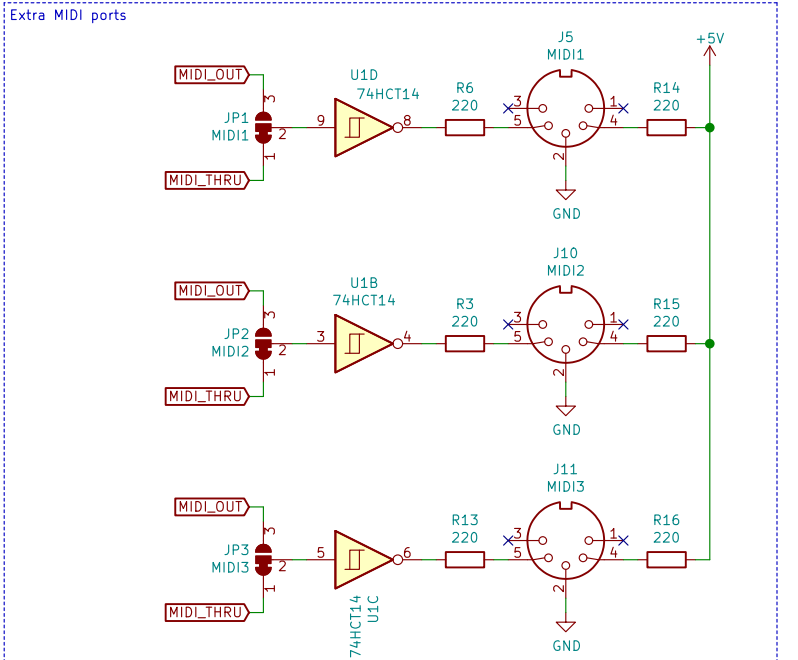 Extra MIDI ports
J5
MIDI1
+5V
MIDI_OUT
U1D
74HCT14
R6
220
R14
220
3
JP1
MIDI1
2
1
9
8
3
1
5
4
2
MIDI_THRU
GND
J10
MIDI2
MIDI_OUT
U1B
74HCT14
R3
220
R15
220
3
JP2
MIDI2
2
1
3
4
3
1
5
4
2
MIDI_THRU
GND
J11
MIDI3
MIDI_OUT
R13
220
R16
220
3
JP3
MIDI3
2
1
5
6
3
1
5
4
2
MIDI_THRU
74HCT14
U1C
GND